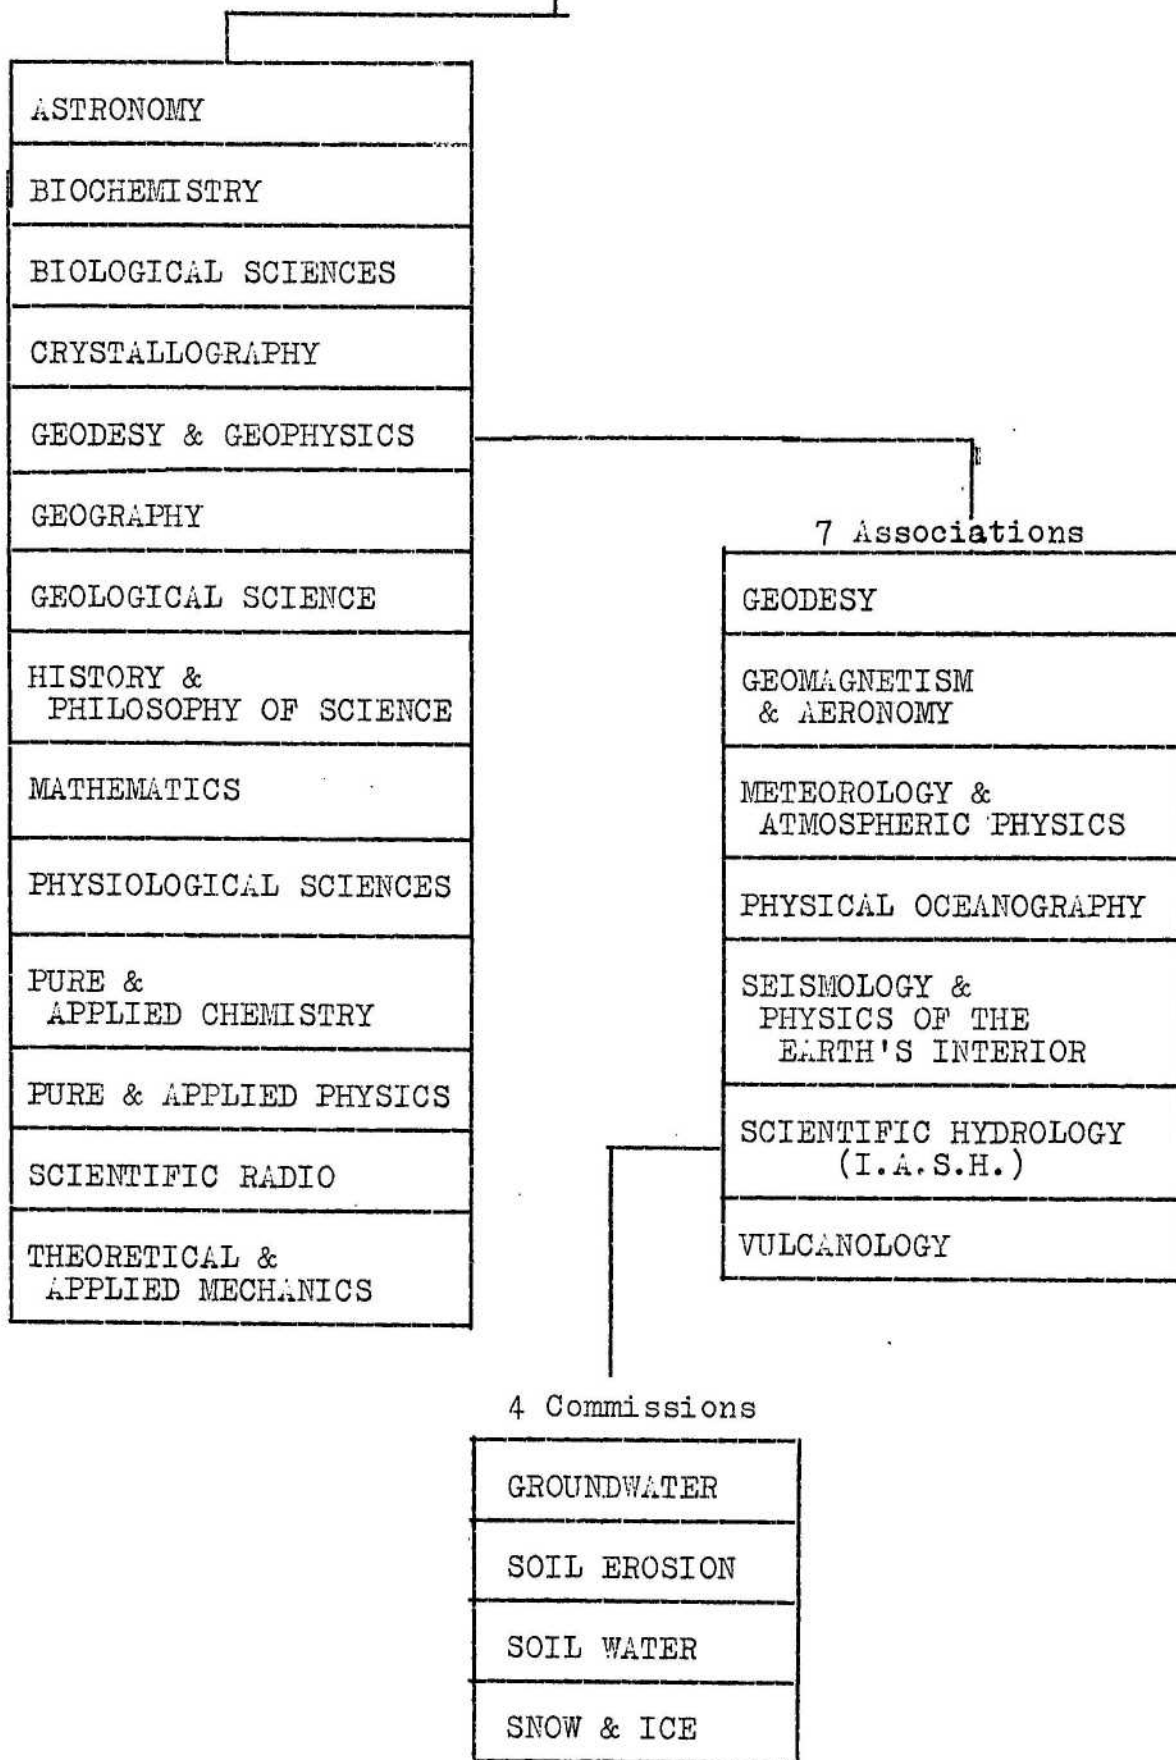 ASTRONOMY
BIOCHEMISTRY
BIOLOGICAL SCIENCES
CRYSTALLOGRAPHY
GEODESY & GEOPHYSICS
GEOGRAPHY
GEOLOGICAL SCIENCE
HISTORY &
PHILOSOPHY OF SCIENCE
MATHEMATICS
PHYSIOLOGICAL SCIENCES
PURE &
APPLIED CHEMISTRY
PURE & APPLIED PHYSICS
SCIENTIFIC RADIO
THEORETICAL &
APPLIED MECHANICS
7 Associations
GEODESY
GEOMAGNETISM
& AERONOMY
METEOROLOGY &
ATMOSPHERIC PHYSICS
PHYSICAL OCEANOGRAPHY
SEISMOLOGY &
PHYSICS OF THE
EARTH'S INTERIOR
SCIENTIFIC HYDROLOGY
(I.A.S.H.)
VULCANOLOGY
4 Commissions
GROUNDWATER
SOIL EROSION
SOIL WATER
SNOW & ICE